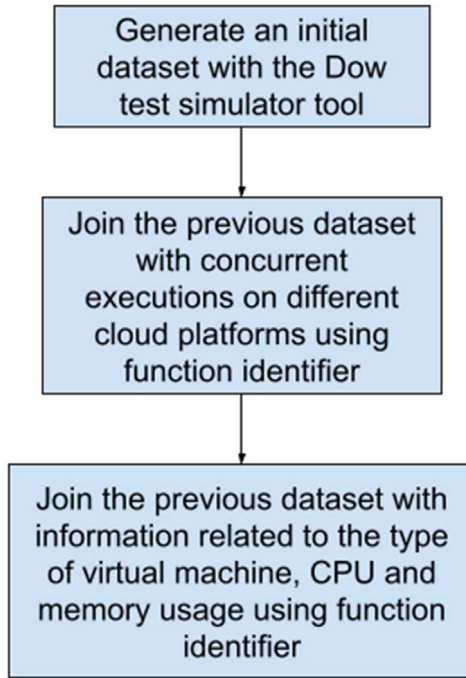 Generate an initial
dataset with the Dow
test simulator tool
Join the previous dataset
with concurrent
executions on different
cloud platforms using
function identifier
Join the previous dataset with
information related to the type
of virtual machine, CPU and
memory usage using function
identifier